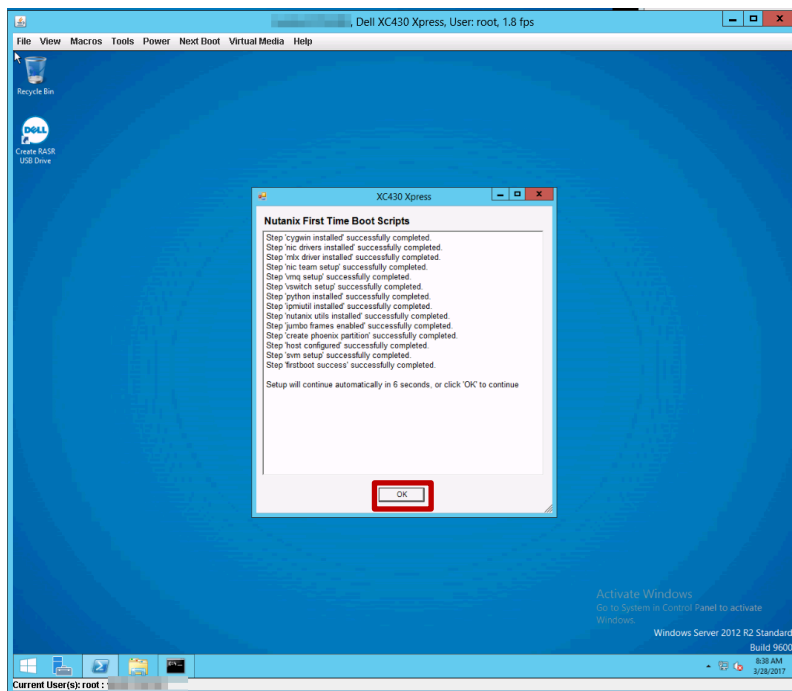 , Dell XC430 Xpress, User: root, 1.8 fps
File View Macros Tools Power Next Boot Virtual Media Help
Recycle Bin
DELL
Create RASR
USB Drive
XC430 Xpress
Nutanix First Time Boot Scripts
Step 'cygwin installed' successfully completed.
Step 'nic drivers installed' successfully completed.
Step 'mlx driver installed' successfully completed.
Step 'nic team setup' successfully completed.
Step 'vmq setup' successfully completed.
Step 'vswitch setup' successfully completed.
Step 'python installed' successfully completed.
Step 'ipmiutil installed' successfully completed.
Step 'nutanix utils installed' successfully completed.
Step 'jumbo frames enabled' successfully completed.
Step 'create phoenix partition' successfully completed.
Step 'host configured' successfully completed.
Step 'svm setup' successfully completed.
Step 'firstboot success' successfully completed.
Setup will continue automatically in 6 seconds, or click 'OK' to continue
OK
Activate Windows
Go to System in Control Panel to activate
Windows.
Windows Server 2012 R2 Standard
Build 9600
8:38 AM
3/28/2017
Current User(s): root :